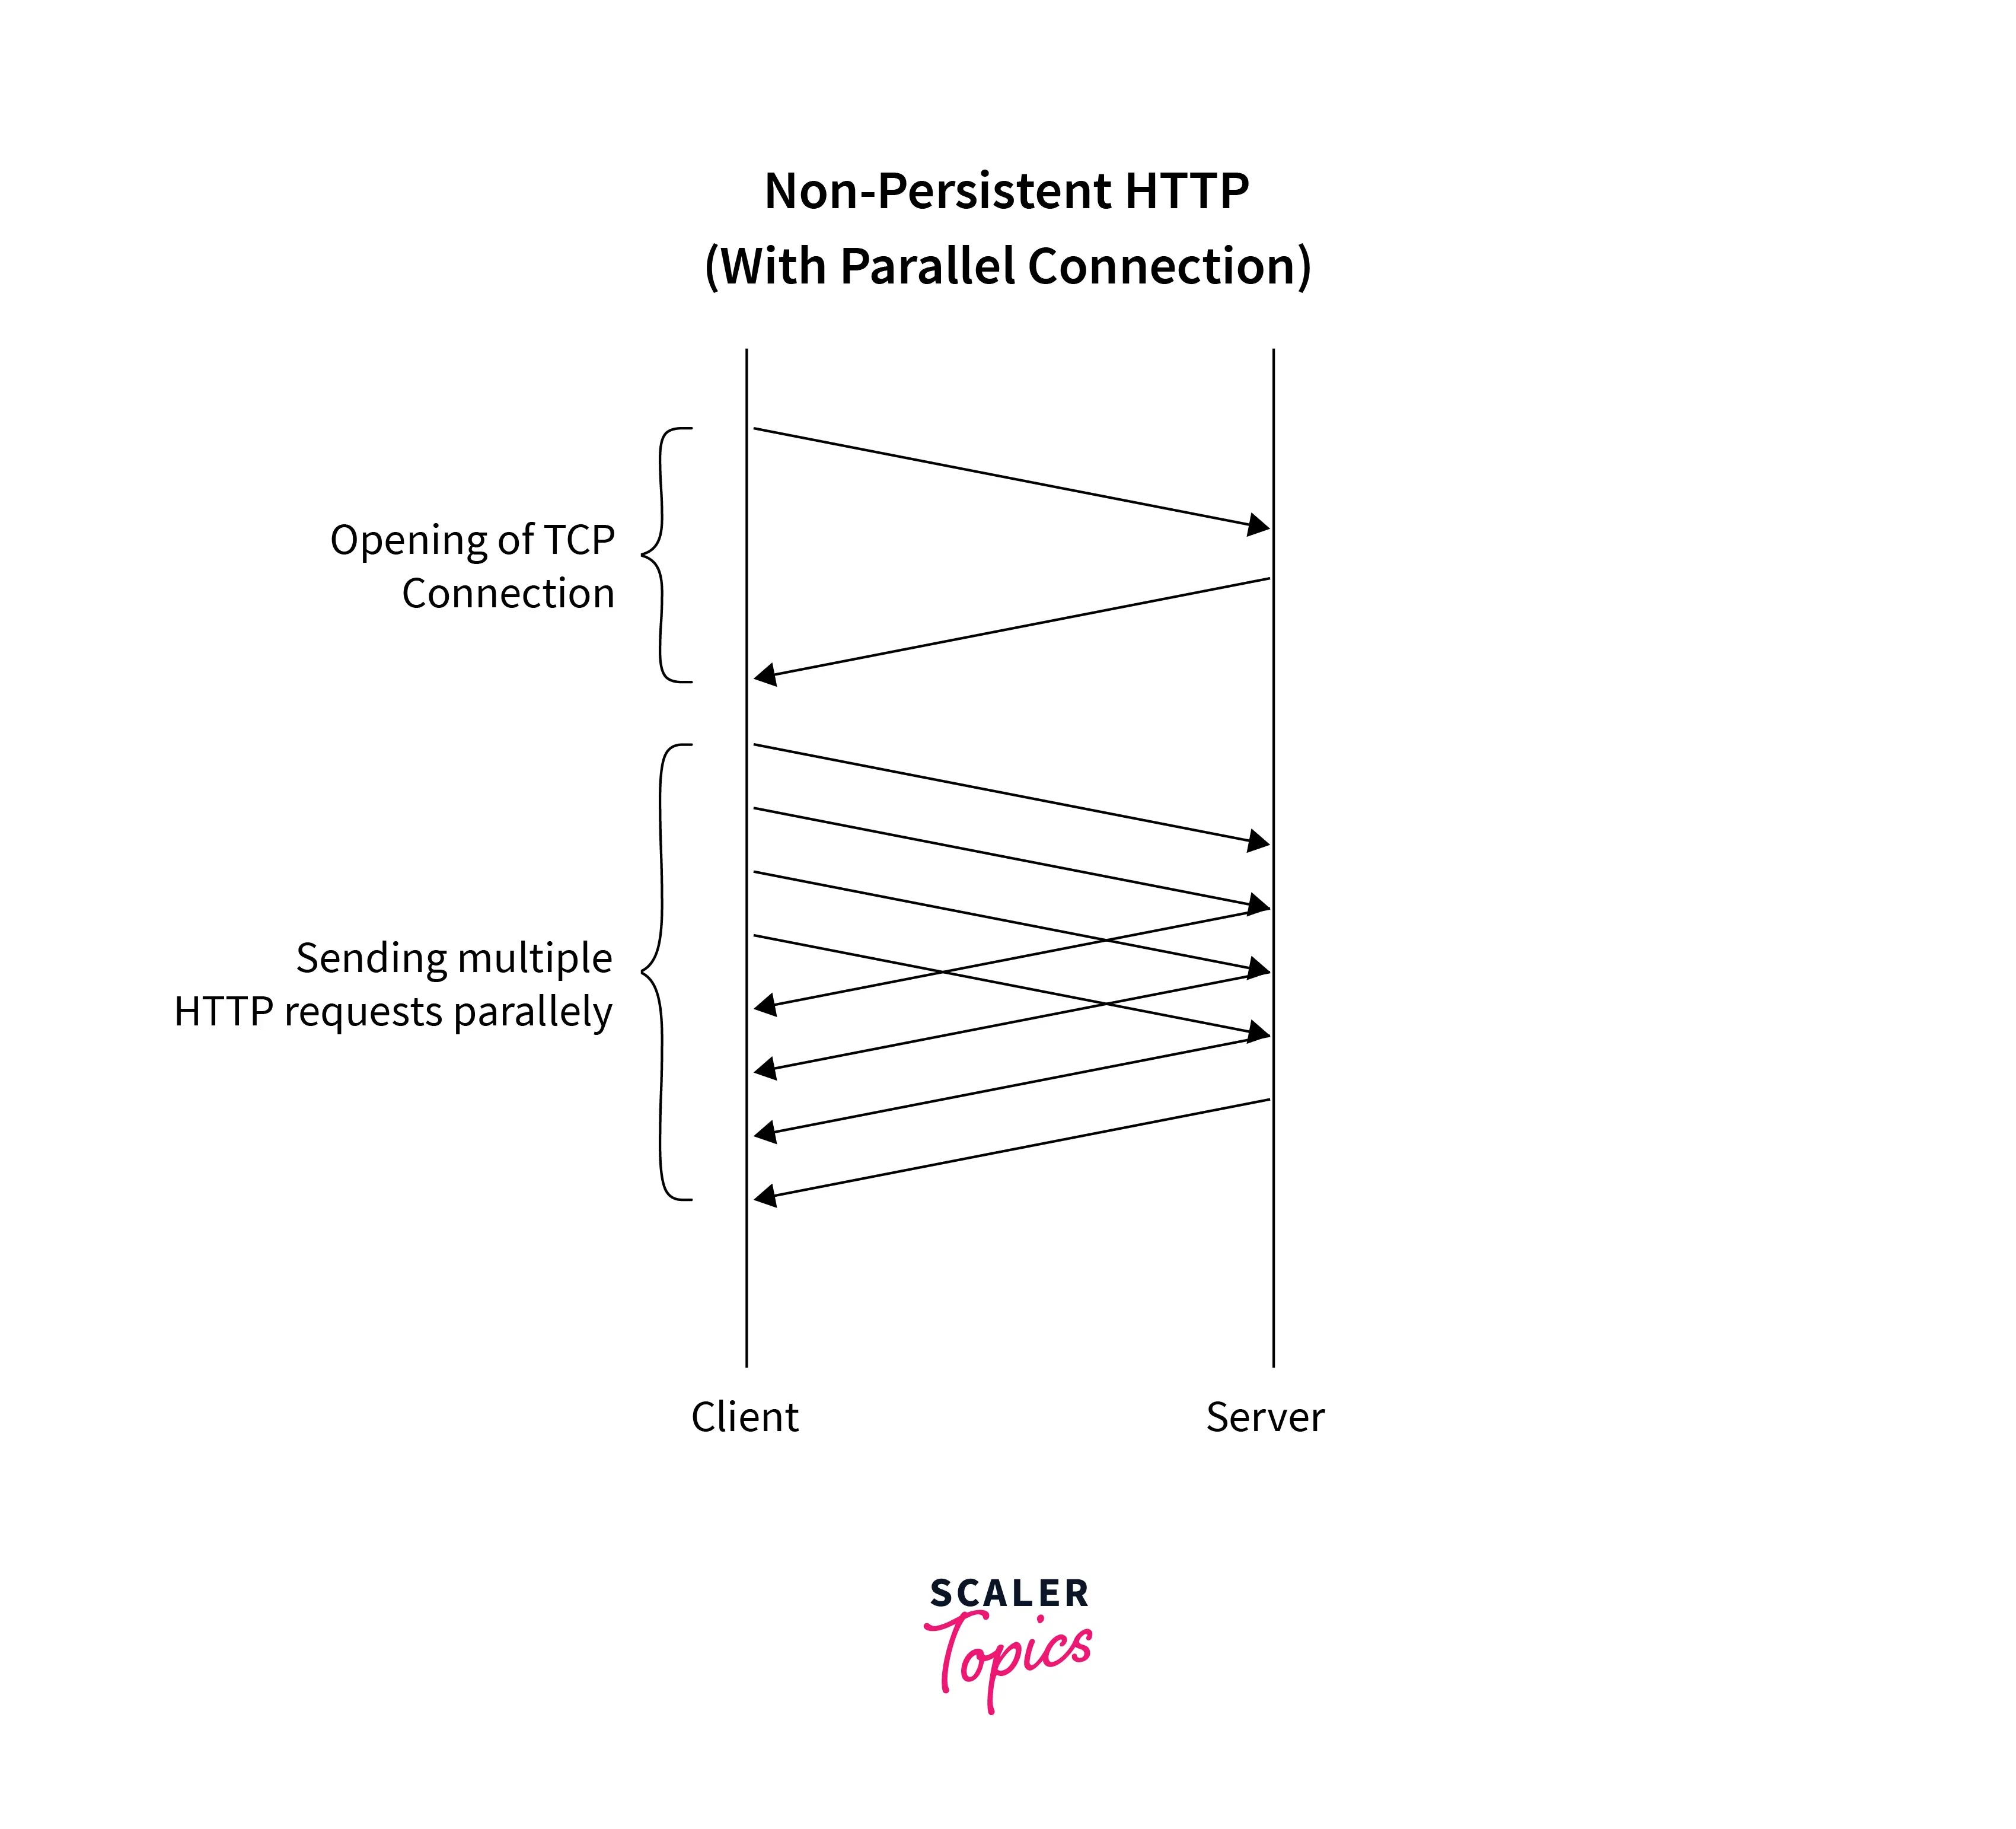 Non-Persistent HTTP
(With Parallel Connection)
Opening of TCP
Connection
Sending multiple
HTTP requests parallely
Client
Server
SCALER
Topics